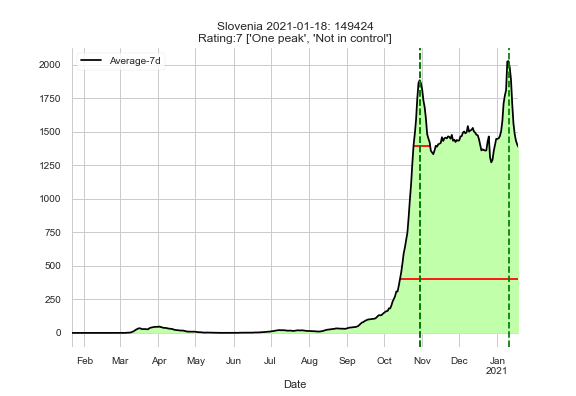 Slovenia 2021-01-18: 149424
Rating:7 ['One peak', 'Not in control']
Average-7d
2000
1750
1500
1250
1000
750
500
250
0
Feb Mar Apr May Jun Jul Aug Sep Oct Nov Dec Jan
2021
Date